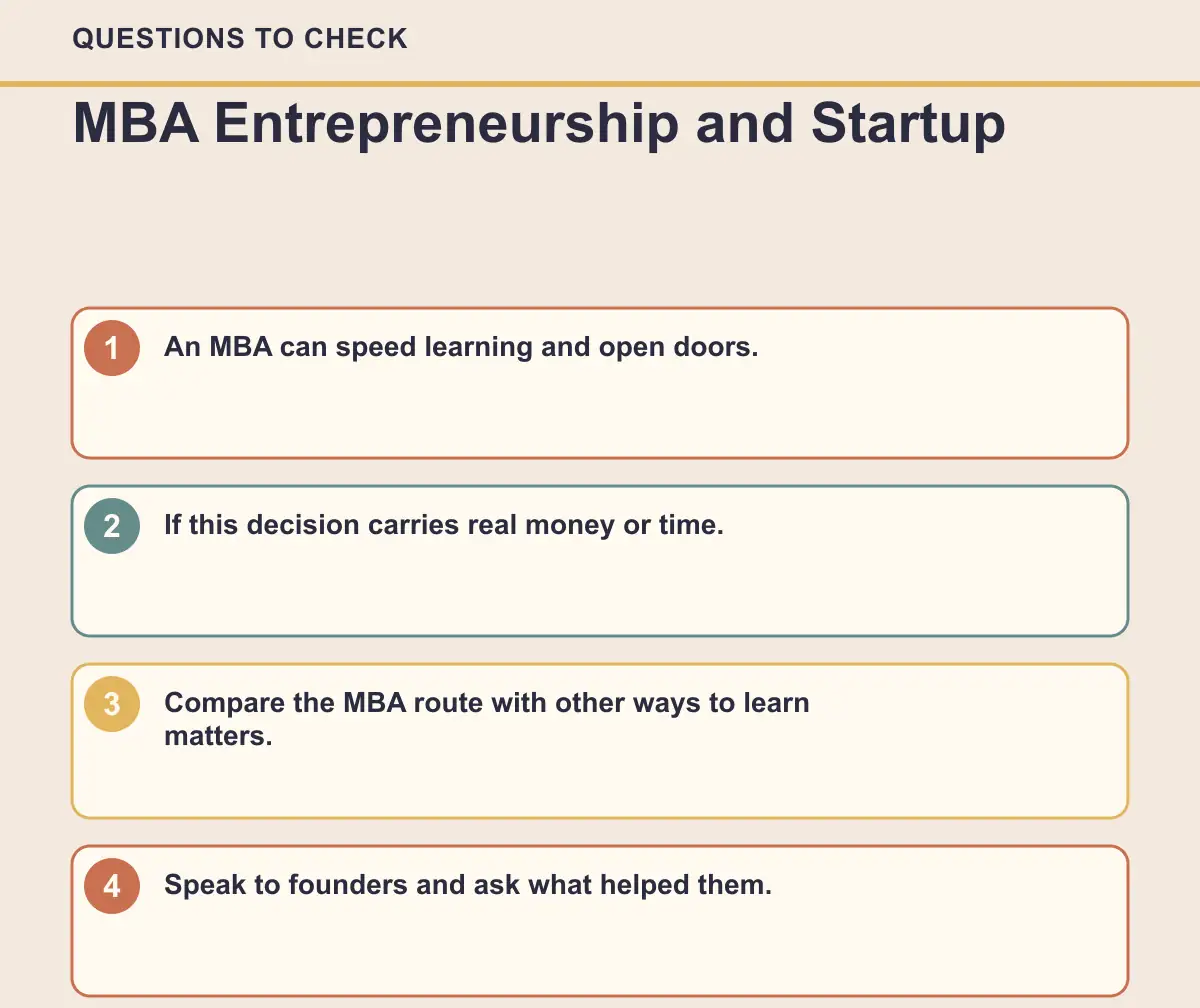 QUESTIONS TO CHECK
MBA Entrepreneurship and Startup
1 An MBA can speed learning and open doors.
2 If this decision carries real money or time.
3 Compare the MBA route with other ways to learn
matters.
4 Speak to founders and ask what helped them.